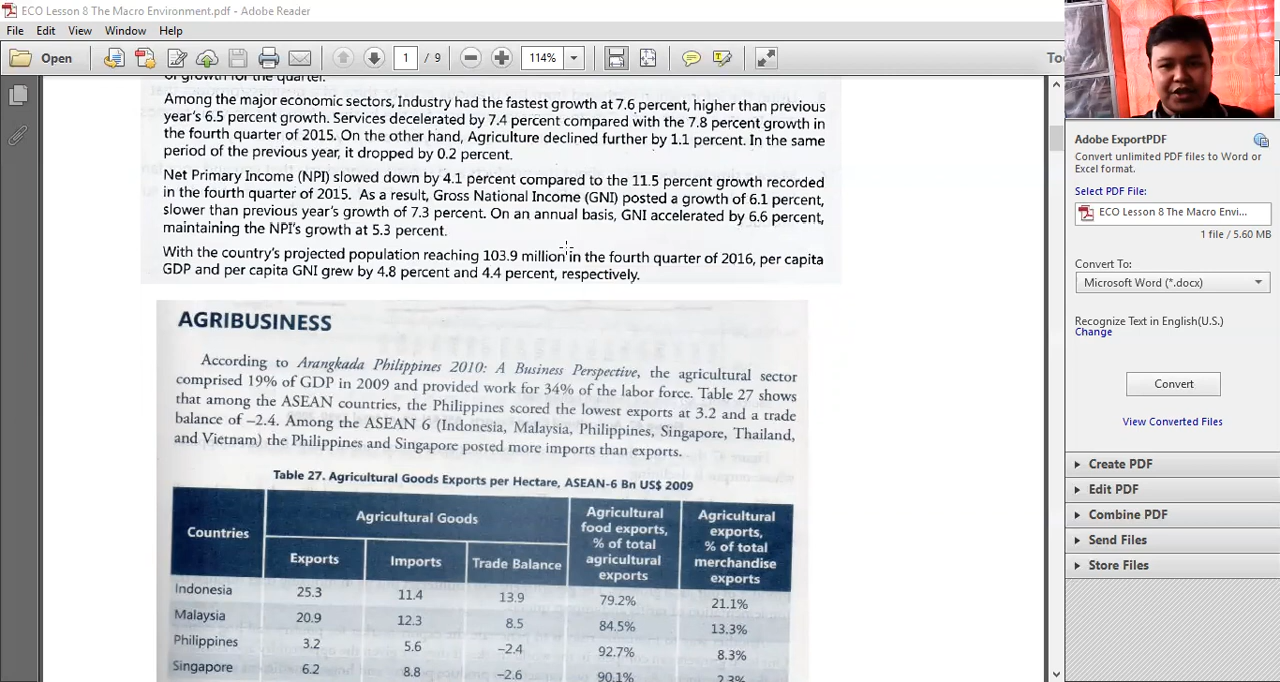 ECO Lesson 8 The Macro Environment.pdf - Adobe Reader
File Edit View Window Help
Open 1 / 9 114% To
of growth for the quarter.
Among the major economic sectors, Industry had the fastest growth at 7.6 percent, higher than previous
year's 6.5 percent growth. Services decelerated by 7.4 percent compared with the 7.8 percent growth in
the fourth quarter of 2015. On the other hand, Agriculture declined further by 1.1 percent. In the same
period of the previous year, it dropped by 0.2 percent.
Net Primary Income (NPI) slowed down by 4.1 percent compared to the 11.5 percent growth recorded
in the fourth quarter of 2015. As a result, Gross National Income (GNI) posted a growth of 6.1 percent,
slower than previous year's growth of 7.3 percent. On an annual basis, GNI accelerated by 6.6 percent,
maintaining the NPI's growth at 5.3 percent.
With the country's projected population reaching 103.9 million in the fourth quarter of 2016, per capita
GDP and per capita GNI grew by 4.8 percent and 4.4 percent, respectively.
AGRIBUSINESS
According to Arangkada Philippines 2010: A Business Perspective, the agricultural sector
comprised 19% of GDP in 2009 and provided work for 34% of the labor force. Table 27 shows
that among the ASEAN countries, the Philippines scored the lowest exports at 3.2 and a trade
balance of −2.4. Among the ASEAN 6 (Indonesia, Malaysia, Philippines, Singapore, Thailand,
and Vietnam) the Philippines and Singapore posted more imports than exports.
Table 27. Agricultural Goods Exports per Hectare, ASEAN-6 Bn US$ 2009
Countries
Agricultural Goods
Exports Imports Trade Balance
Agricultural
food exports,
% of total
agricultural
exports
Agricultural
exports,
% of total
merchandise
exports
Indonesia 25.3 11.4 13.9 79.2% 21.1%
Malaysia 20.9 12.3 8.5 84.5% 13.3%
Philippines 3.2 5.6 −2.4 92.7% 8.3%
Singapore 6.2 8.8 −2.6 90.1% 2.3%
Adobe ExportPDF
Convert unlimited PDF files to Word or
Excel format.
Select PDF File:
ECO Lesson 8 The Macro Envi...
1 file / 5.60 MB
Convert To:
Microsoft Word (*.docx)
Recognize Text in English(U.S.)
Change
Convert
View Converted Files
Create PDF
Edit PDF
Combine PDF
Send Files
Store Files